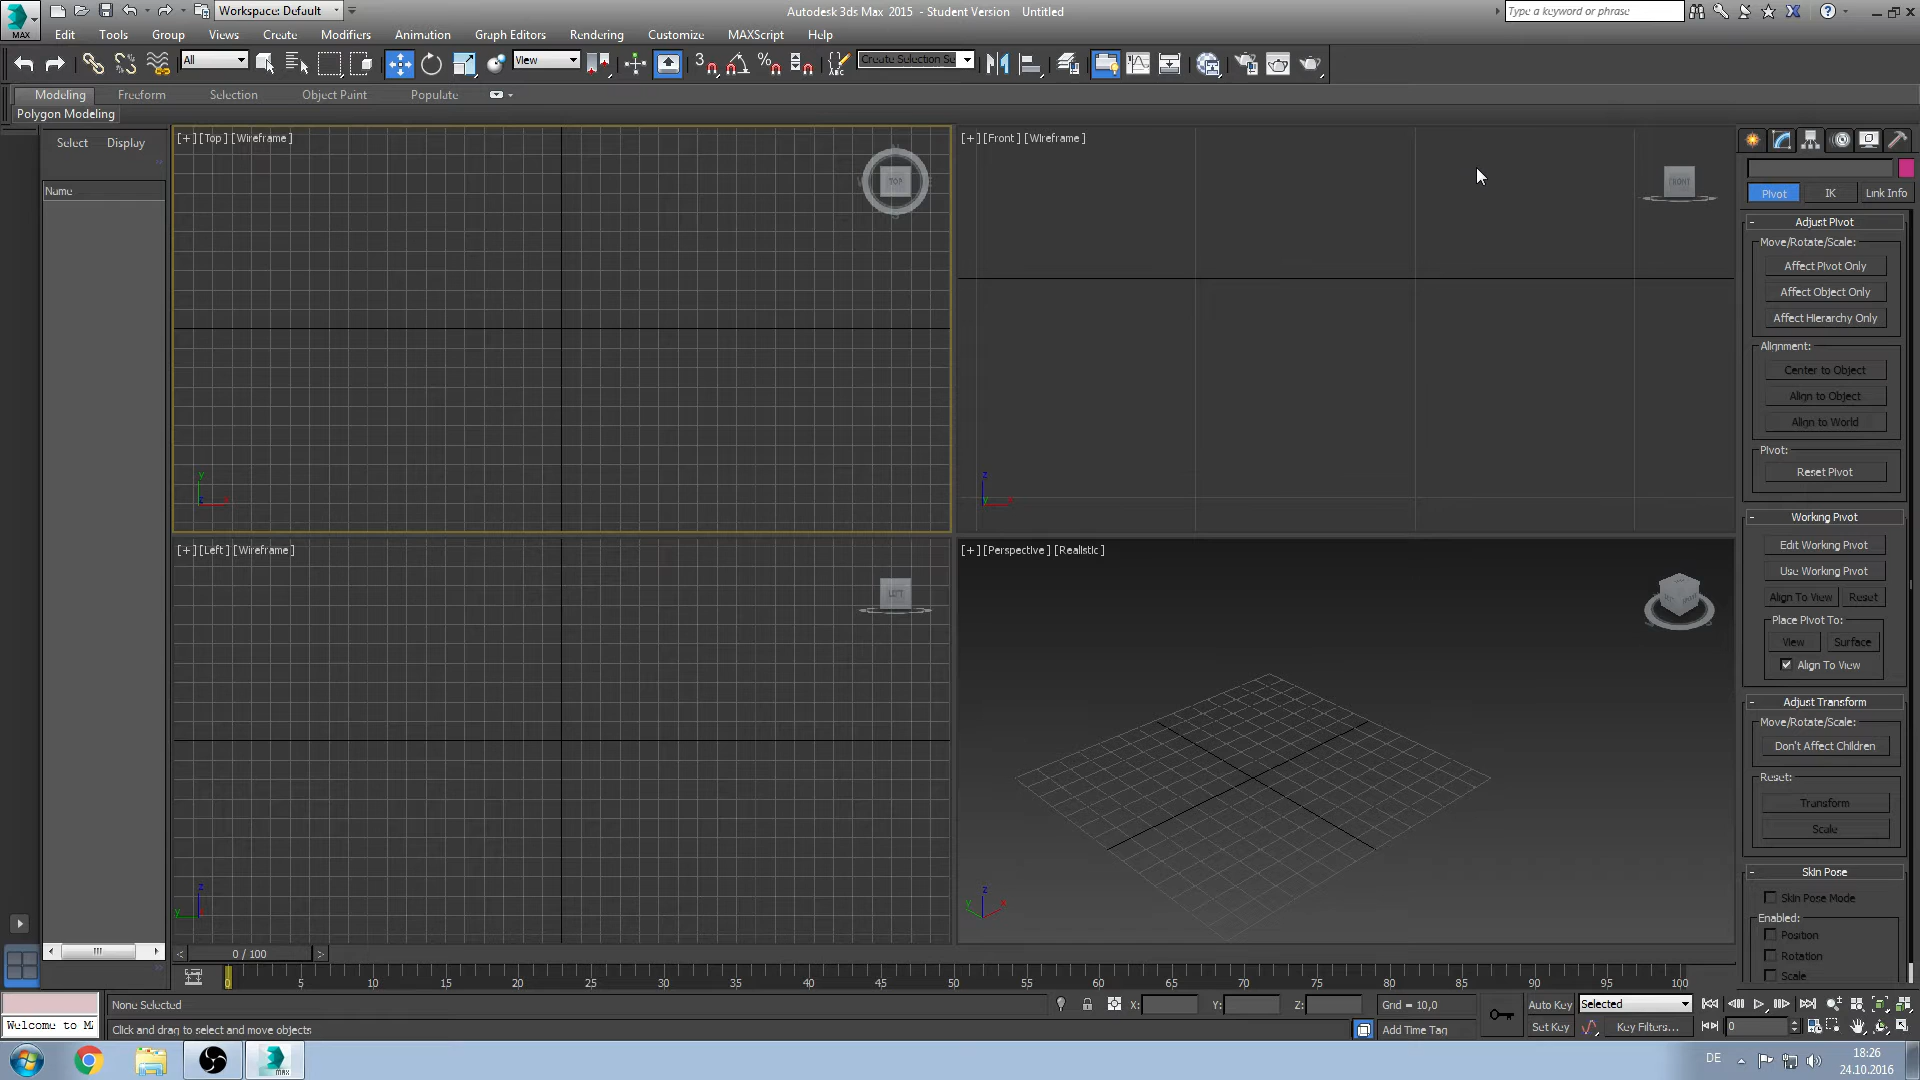 Workspace: Default
Autodesk 3ds Max 2015 - Student Version Untitled
Type a keyword or phrase
MAX
Edit Tools Group Views Create Modifiers Animation Graph Editors Rendering Customize MAXScript Help
All
View
3
Create Selection Se
Modeling Freeform Selection Object Paint Populate
Polygon Modeling
Select Display
Name
[+] [Top] [Wireframe]
TOP
[+] [Front] [Wireframe]
FRONT
[+] [Left] [Wireframe]
LEFT
[+] [Perspective] [Realistic]
y
z
x
z
y
x
z
y
z
y
x
Pivot IK Link Info
- Adjust Pivot
Move/Rotate/Scale:
Affect Pivot Only
Affect Object Only
Affect Hierarchy Only
Alignment:
Center to Object
Align to Object
Align to World
Pivot:
Reset Pivot
- Working Pivot
Edit Working Pivot
Use Working Pivot
Align To View Reset
Place Pivot To:
View Surface
Align To View
- Adjust Transform
Move/Rotate/Scale:
Don't Affect Children
Reset:
Transform
Scale
- Skin Pose
Skin Pose Mode
Enabled:
Position
Rotation
Scale
< 0 / 100 >
0 5 10 15 20 25 30 35 40 45 50 55 60 65 70 75 80 85 90 95 100
None Selected
X: Y: Z: Grid = 10,0
Auto Key Selected
Welcome to M
Click and drag to select and move objects
Add Time Tag
Set Key Key Filters...
0
MAX
DE
18:26
24.10.2016